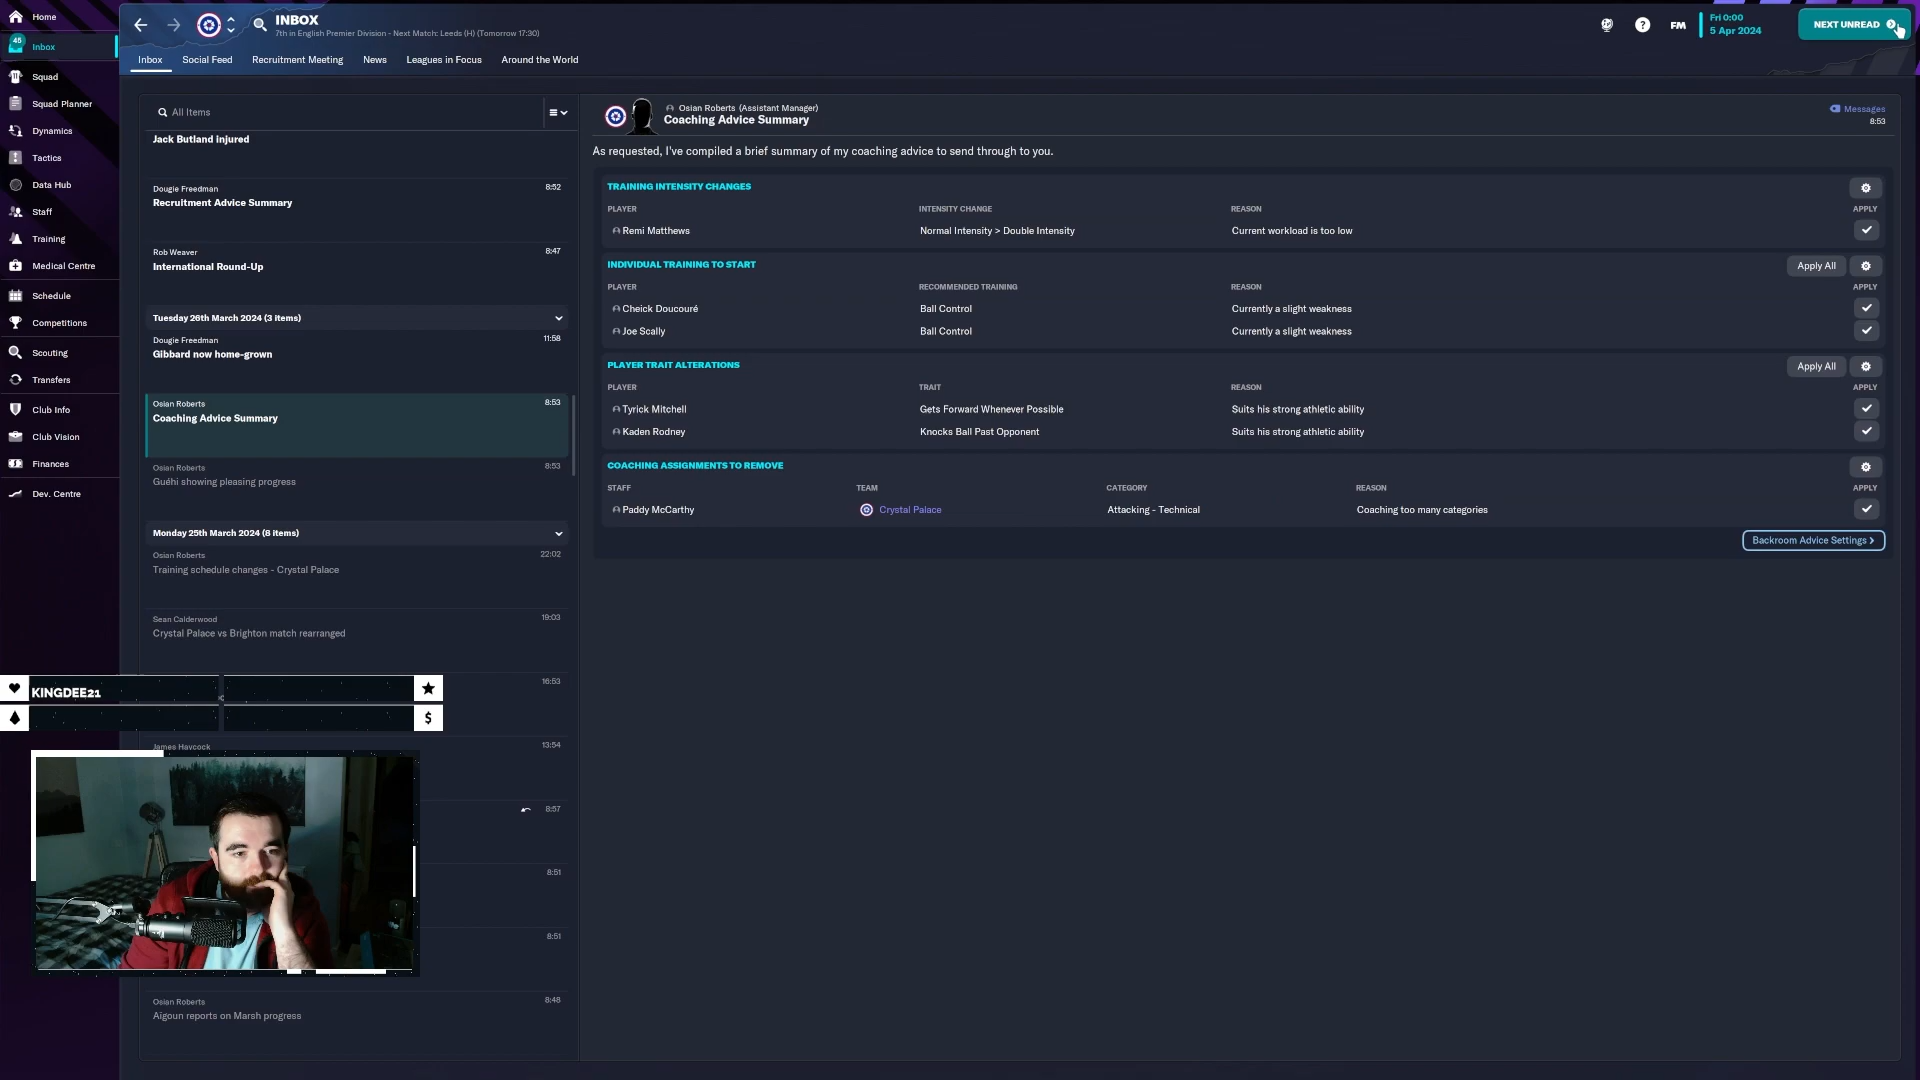 Home
45
Inbox
Squad
Squad Planner
Dynamics
Tactics
Data Hub
Staff
Training
Medical Centre
Schedule
Competitions
Scouting
Transfers
Club Info
Club Vision
Finances
Dev. Centre
INBOX
7th in English Premier Division - Next Match: Leeds (H) (Tomorrow 17:30)
FM
Fri 0:00
5 Apr 2024
NEXT UNREAD
Inbox Social Feed Recruitment Meeting News Leagues in Focus Around the World
All Items
Jack Butland injured
Dougie Freedman 8:52
Recruitment Advice Summary
Rob Weaver 8:47
International Round-Up
Tuesday 26th March 2024 (3 items)
Dougie Freedman 11:58
Gibbard now home-grown
Osian Roberts 8:53
Coaching Advice Summary
Osian Roberts 8:53
Guéhi showing pleasing progress
Monday 25th March 2024 (8 items)
Osian Roberts 22:02
Training schedule changes - Crystal Palace
Sean Calderwood 19:03
Crystal Palace vs Brighton match rearranged
16:53
KINGDEE21
$
James Haycock 13:54
8:57
8:51
8:51
Osian Roberts 8:48
Aïgoun reports on Marsh progress
Osian Roberts (Assistant Manager)
Coaching Advice Summary
Messages
8:53
As requested, I've compiled a brief summary of my coaching advice to send through to you.
TRAINING INTENSITY CHANGES
PLAYER INTENSITY CHANGE REASON APPLY
Remi Matthews Normal Intensity > Double Intensity Current workload is too low
INDIVIDUAL TRAINING TO START Apply All
PLAYER RECOMMENDED TRAINING REASON APPLY
Cheick Doucouré Ball Control Currently a slight weakness
Joe Scally Ball Control Currently a slight weakness
PLAYER TRAIT ALTERATIONS Apply All
PLAYER TRAIT REASON APPLY
Tyrick Mitchell Gets Forward Whenever Possible Suits his strong athletic ability
Kaden Rodney Knocks Ball Past Opponent Suits his strong athletic ability
COACHING ASSIGNMENTS TO REMOVE
STAFF TEAM CATEGORY REASON APPLY
Paddy McCarthy Crystal Palace Attacking - Technical Coaching too many categories
Backroom Advice Settings >